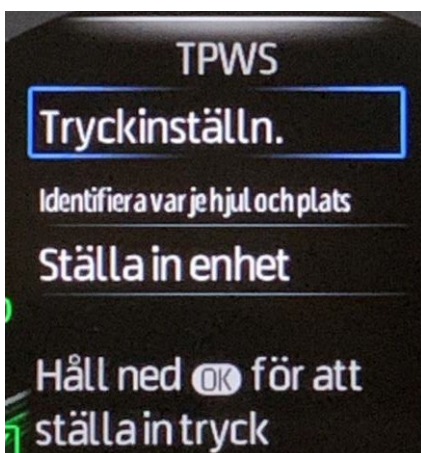 TPWS
Tryckinställn.
Identifiera varje hjul och plats
Ställa in enhet
Håll ned OK för att
ställa in tryck